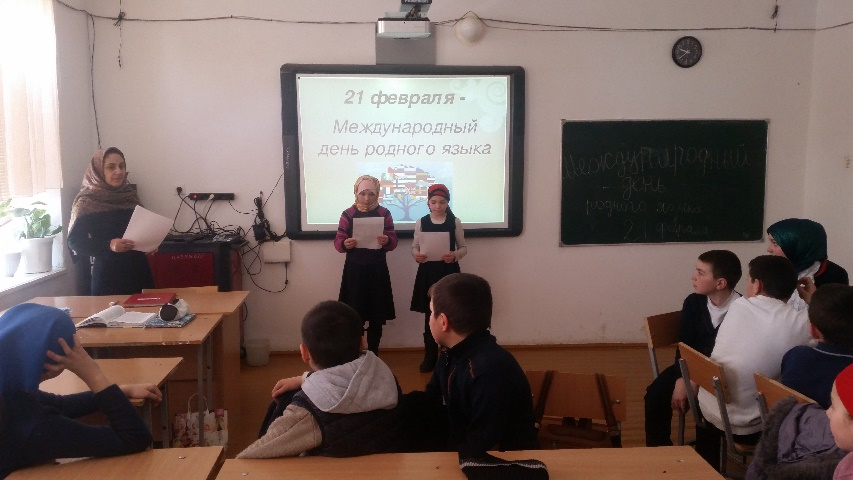 21 февраля -
Международный
день родного языка
Международный
- день
родного языка
21 февраля